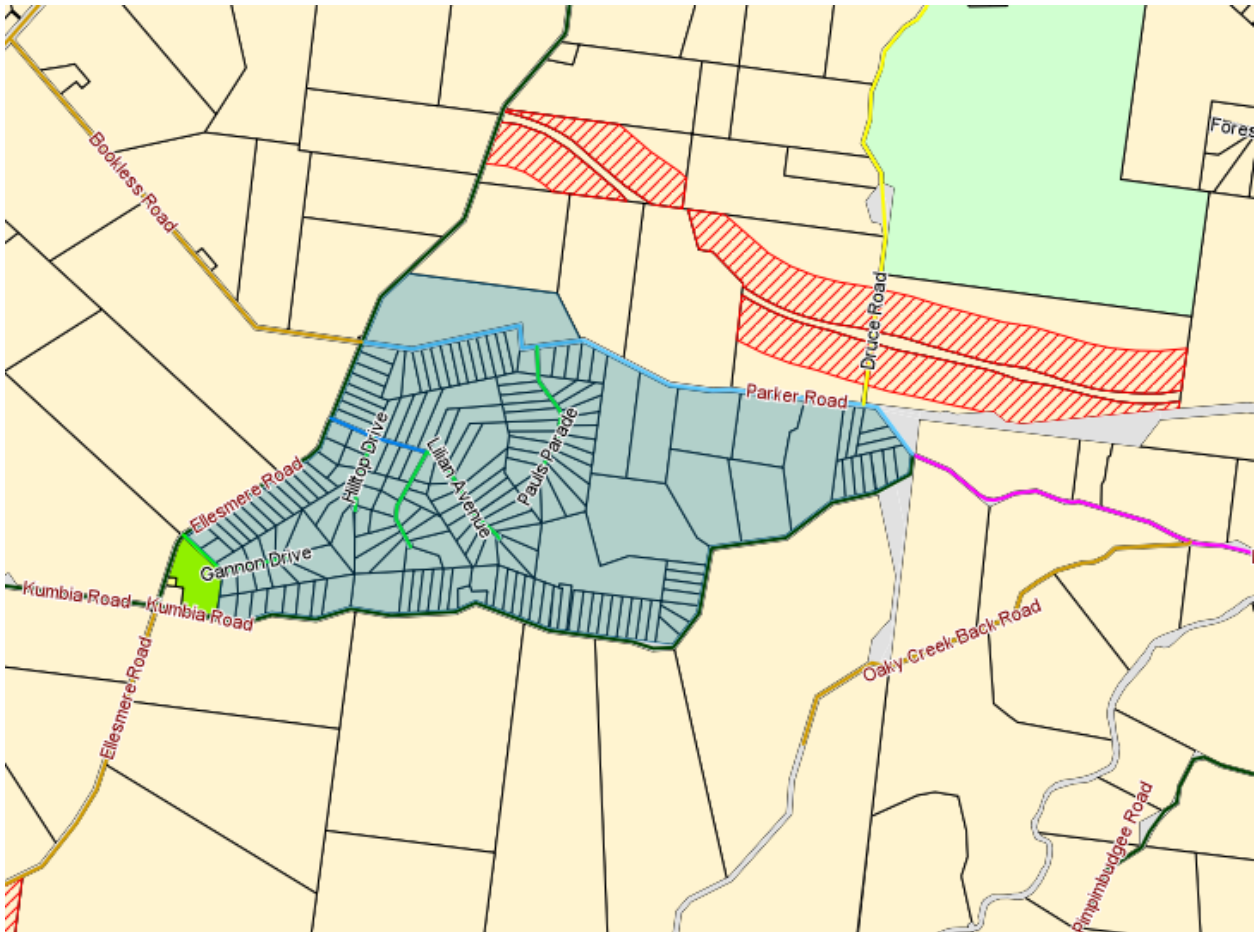 Fores
Bookless Road
Druce Road
Parker Road
Pauls Parade
Hilltop Drive
Lilian Avenue
Ellesmere Road
Gannon Drive
Kumbia Road
Kumbia Road
Oaky Creek Back Road
Ellesmere Road
Pimpimbudgee Road